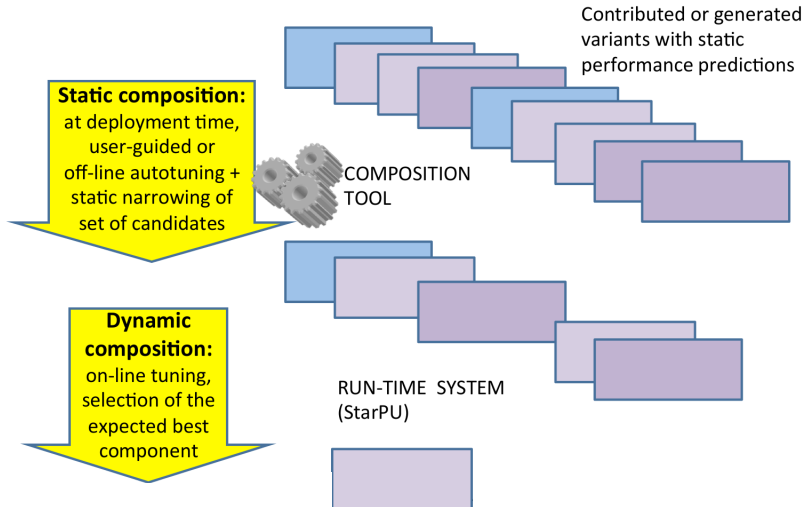 Contributed or generated
variants with static
performance predictions
Static composition:
at deployment time,
user-guided or
off-line autotuning +
static narrowing of
set of candidates
COMPOSITION
TOOL
Dynamic
composition:
on-line tuning,
selection of the
expected best
component
RUN-TIME SYSTEM
(StarPU)